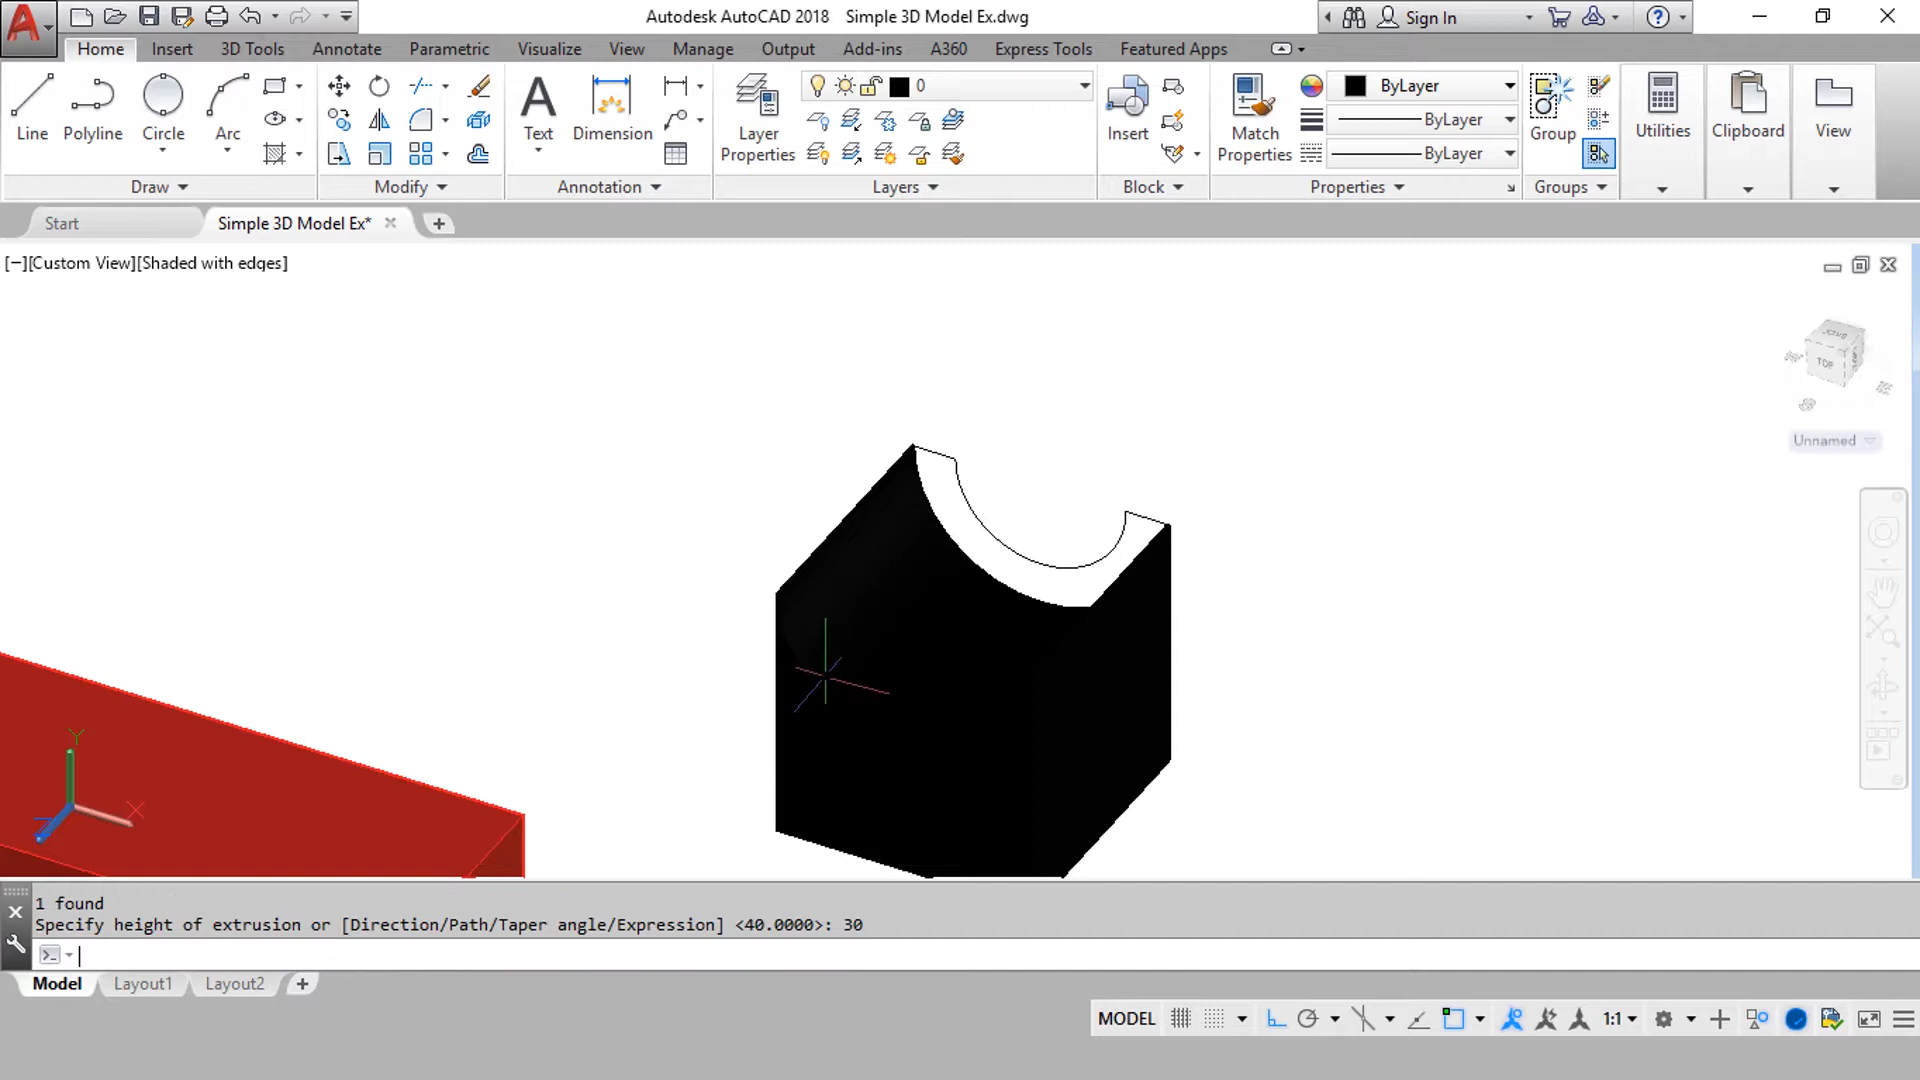 Autodesk AutoCAD 2018 Simple 3D Model Ex.dwg
Sign In
Home Insert 3D Tools Annotate Parametric Visualize View Manage Output Add-ins A360 Express Tools Featured Apps
0
ByLayer
Line Polyline Circle Arc
Text Dimension
Layer Properties
Insert
Match Properties
ByLayer
ByLayer
Group
Utilities Clipboard View
Draw Modify Annotation Layers Block Properties Groups
Start Simple 3D Model Ex*
[−][Custom View][Shaded with edges]
TOP
Unnamed
Y
X
1 found
Specify height of extrusion or [Direction/Path/Taper angle/Expression] <40.0000>: 30
Model Layout1 Layout2
MODEL 1:1